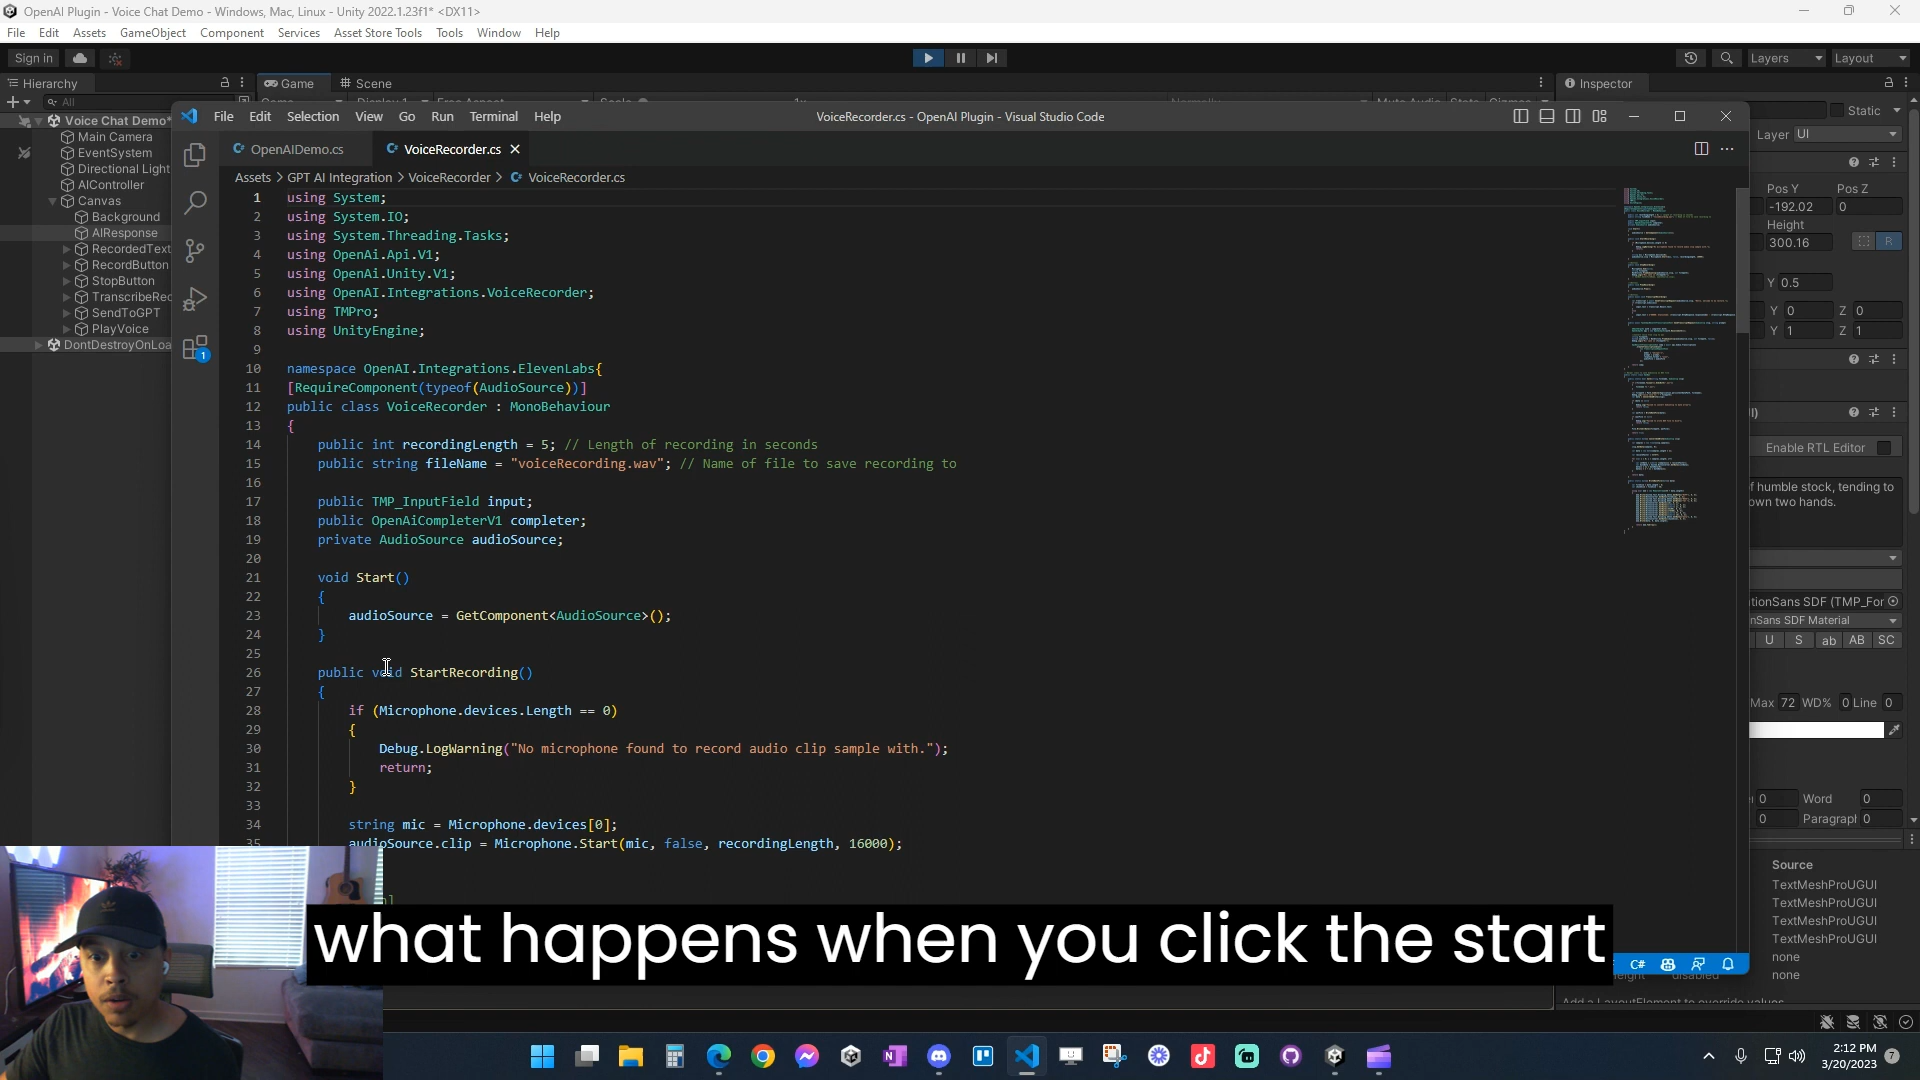 OpenAI Plugin - Voice Chat Demo - Windows, Mac, Linux - Unity 2022.1.23f1* <DX11>
File Edit Assets GameObject Component Services Asset Store Tools Tools Window Help
Sign in Layers Layout
Hierarchy Game Scene Inspector
All
Static
Layer UI
Voice Chat Demo*
Main Camera
EventSystem
Directional Light
AIController
Canvas
Background
AIResponse
RecordedText
RecordButton
StopButton
TranscribeRec
SendToGPT
PlayVoice
DontDestroyOnLoa
File Edit Selection View Go Run Terminal Help
VoiceRecorder.cs - OpenAI Plugin - Visual Studio Code
OpenAIDemo.cs VoiceRecorder.cs
Assets > GPT AI Integration > VoiceRecorder > VoiceRecorder.cs
1 using System;
2 using System.IO;
3 using System.Threading.Tasks;
4 using OpenAi.Api.V1;
5 using OpenAi.Unity.V1;
6 using OpenAI.Integrations.VoiceRecorder;
7 using TMPro;
8 using UnityEngine;
9
10 namespace OpenAI.Integrations.ElevenLabs{
11 [RequireComponent(typeof(AudioSource))]
12 public class VoiceRecorder : MonoBehaviour
13 {
14 public int recordingLength = 5; // Length of recording in seconds
15 public string fileName = "voiceRecording.wav"; // Name of file to save recording to
16
17 public TMP_InputField input;
18 public OpenAiCompleterV1 completer;
19 private AudioSource audioSource;
20
21 void Start()
22 {
23 audioSource = GetComponent<AudioSource>();
24 }
25
26 public void StartRecording()
27 {
28 if (Microphone.devices.Length == 0)
29 {
30 Debug.LogWarning("No microphone found to record audio clip sample with.");
31 return;
32 }
33
34 string mic = Microphone.devices[0];
35 audioSource.clip = Microphone.Start(mic, false, recordingLength, 16000);
what happens when you click the start
C#
Pos Y Pos Z
-192.02 0
Height
300.16
R
Y 0.5
Y 0 Z 0
Y 1 Z 1
Enable RTL Editor
f humble stock, tending to
own two hands.
tionSans SDF (TMP_For
nSans SDF Material
U S ab AB SC
Max 72 WD% 0 Line 0
0 Word 0
0 Paragraph 0
Source
TextMeshProUGUI
TextMeshProUGUI
TextMeshProUGUI
TextMeshProUGUI
none
none
Add a LayoutElement to override values
2:12 PM
3/20/2023
7